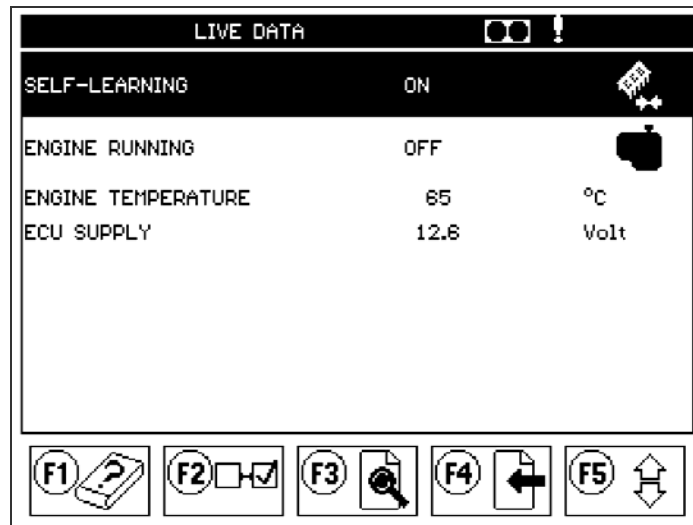 LIVE DATA !
SELF-LEARNING ON
ENGINE RUNNING OFF
ENGINE TEMPERATURE 65 °C
ECU SUPPLY 12.6 Volt
F1 ? F2 F3 F4 F5